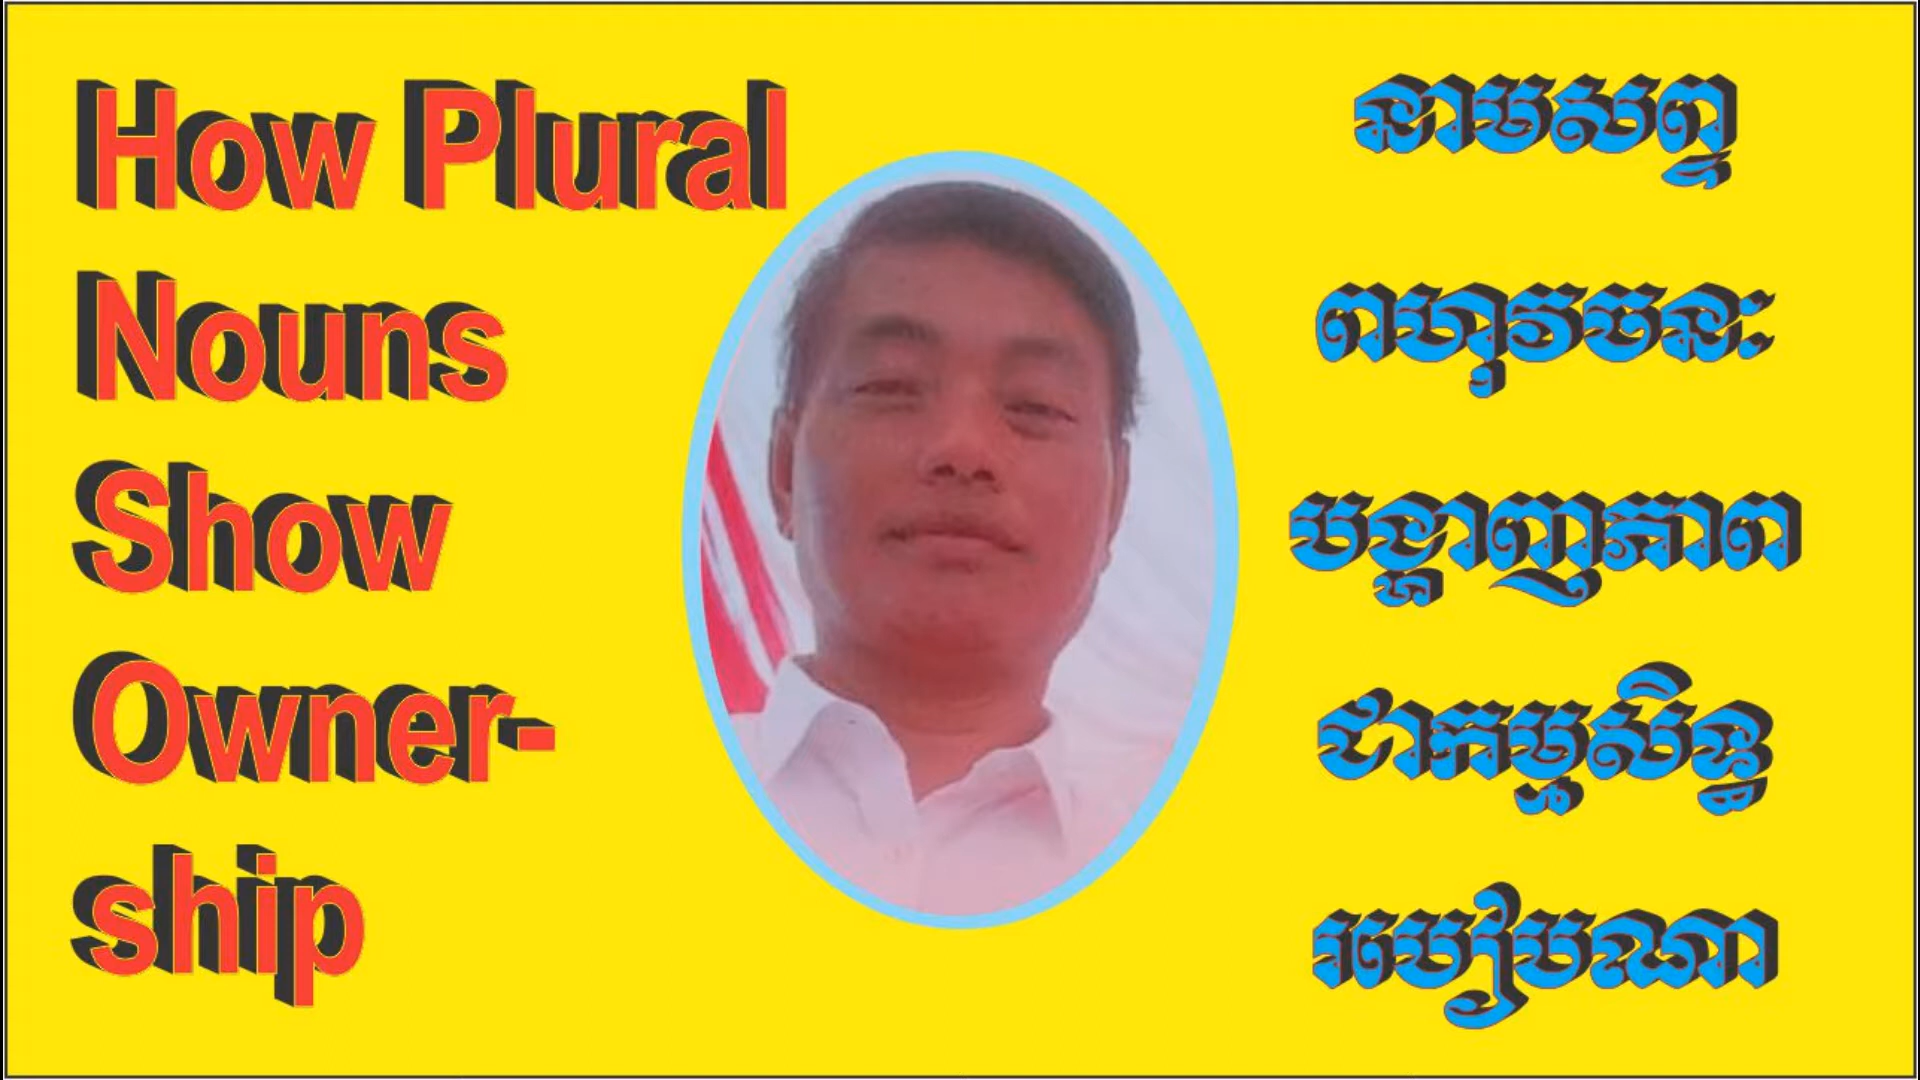 How Plural
Nouns
Show
Owner-
ship
នាមសព្ទ
ពហុវចនៈ
បង្ហាញភាព
ជាកម្មសិទ្ធ
របៀបណា